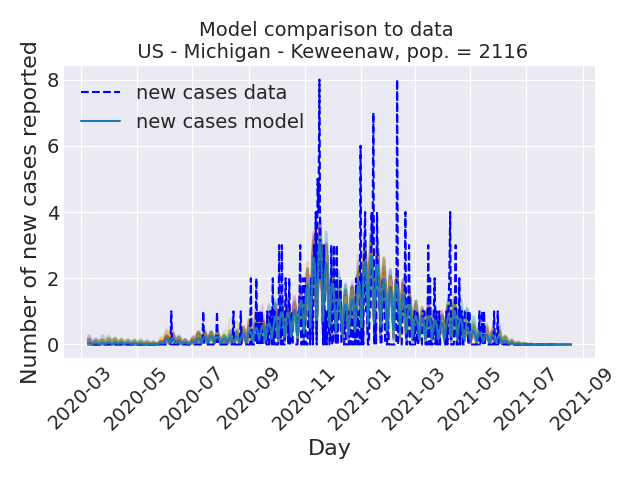 Model comparison to data
US - Michigan - Keweenaw, pop. = 2116
Number of new cases reported
8
6
4
2
0
new cases data
new cases model
2020-03
2020-05
2020-07
2020-09
2020-11
2021-01
2021-03
2021-05
2021-07
2021-09
Day